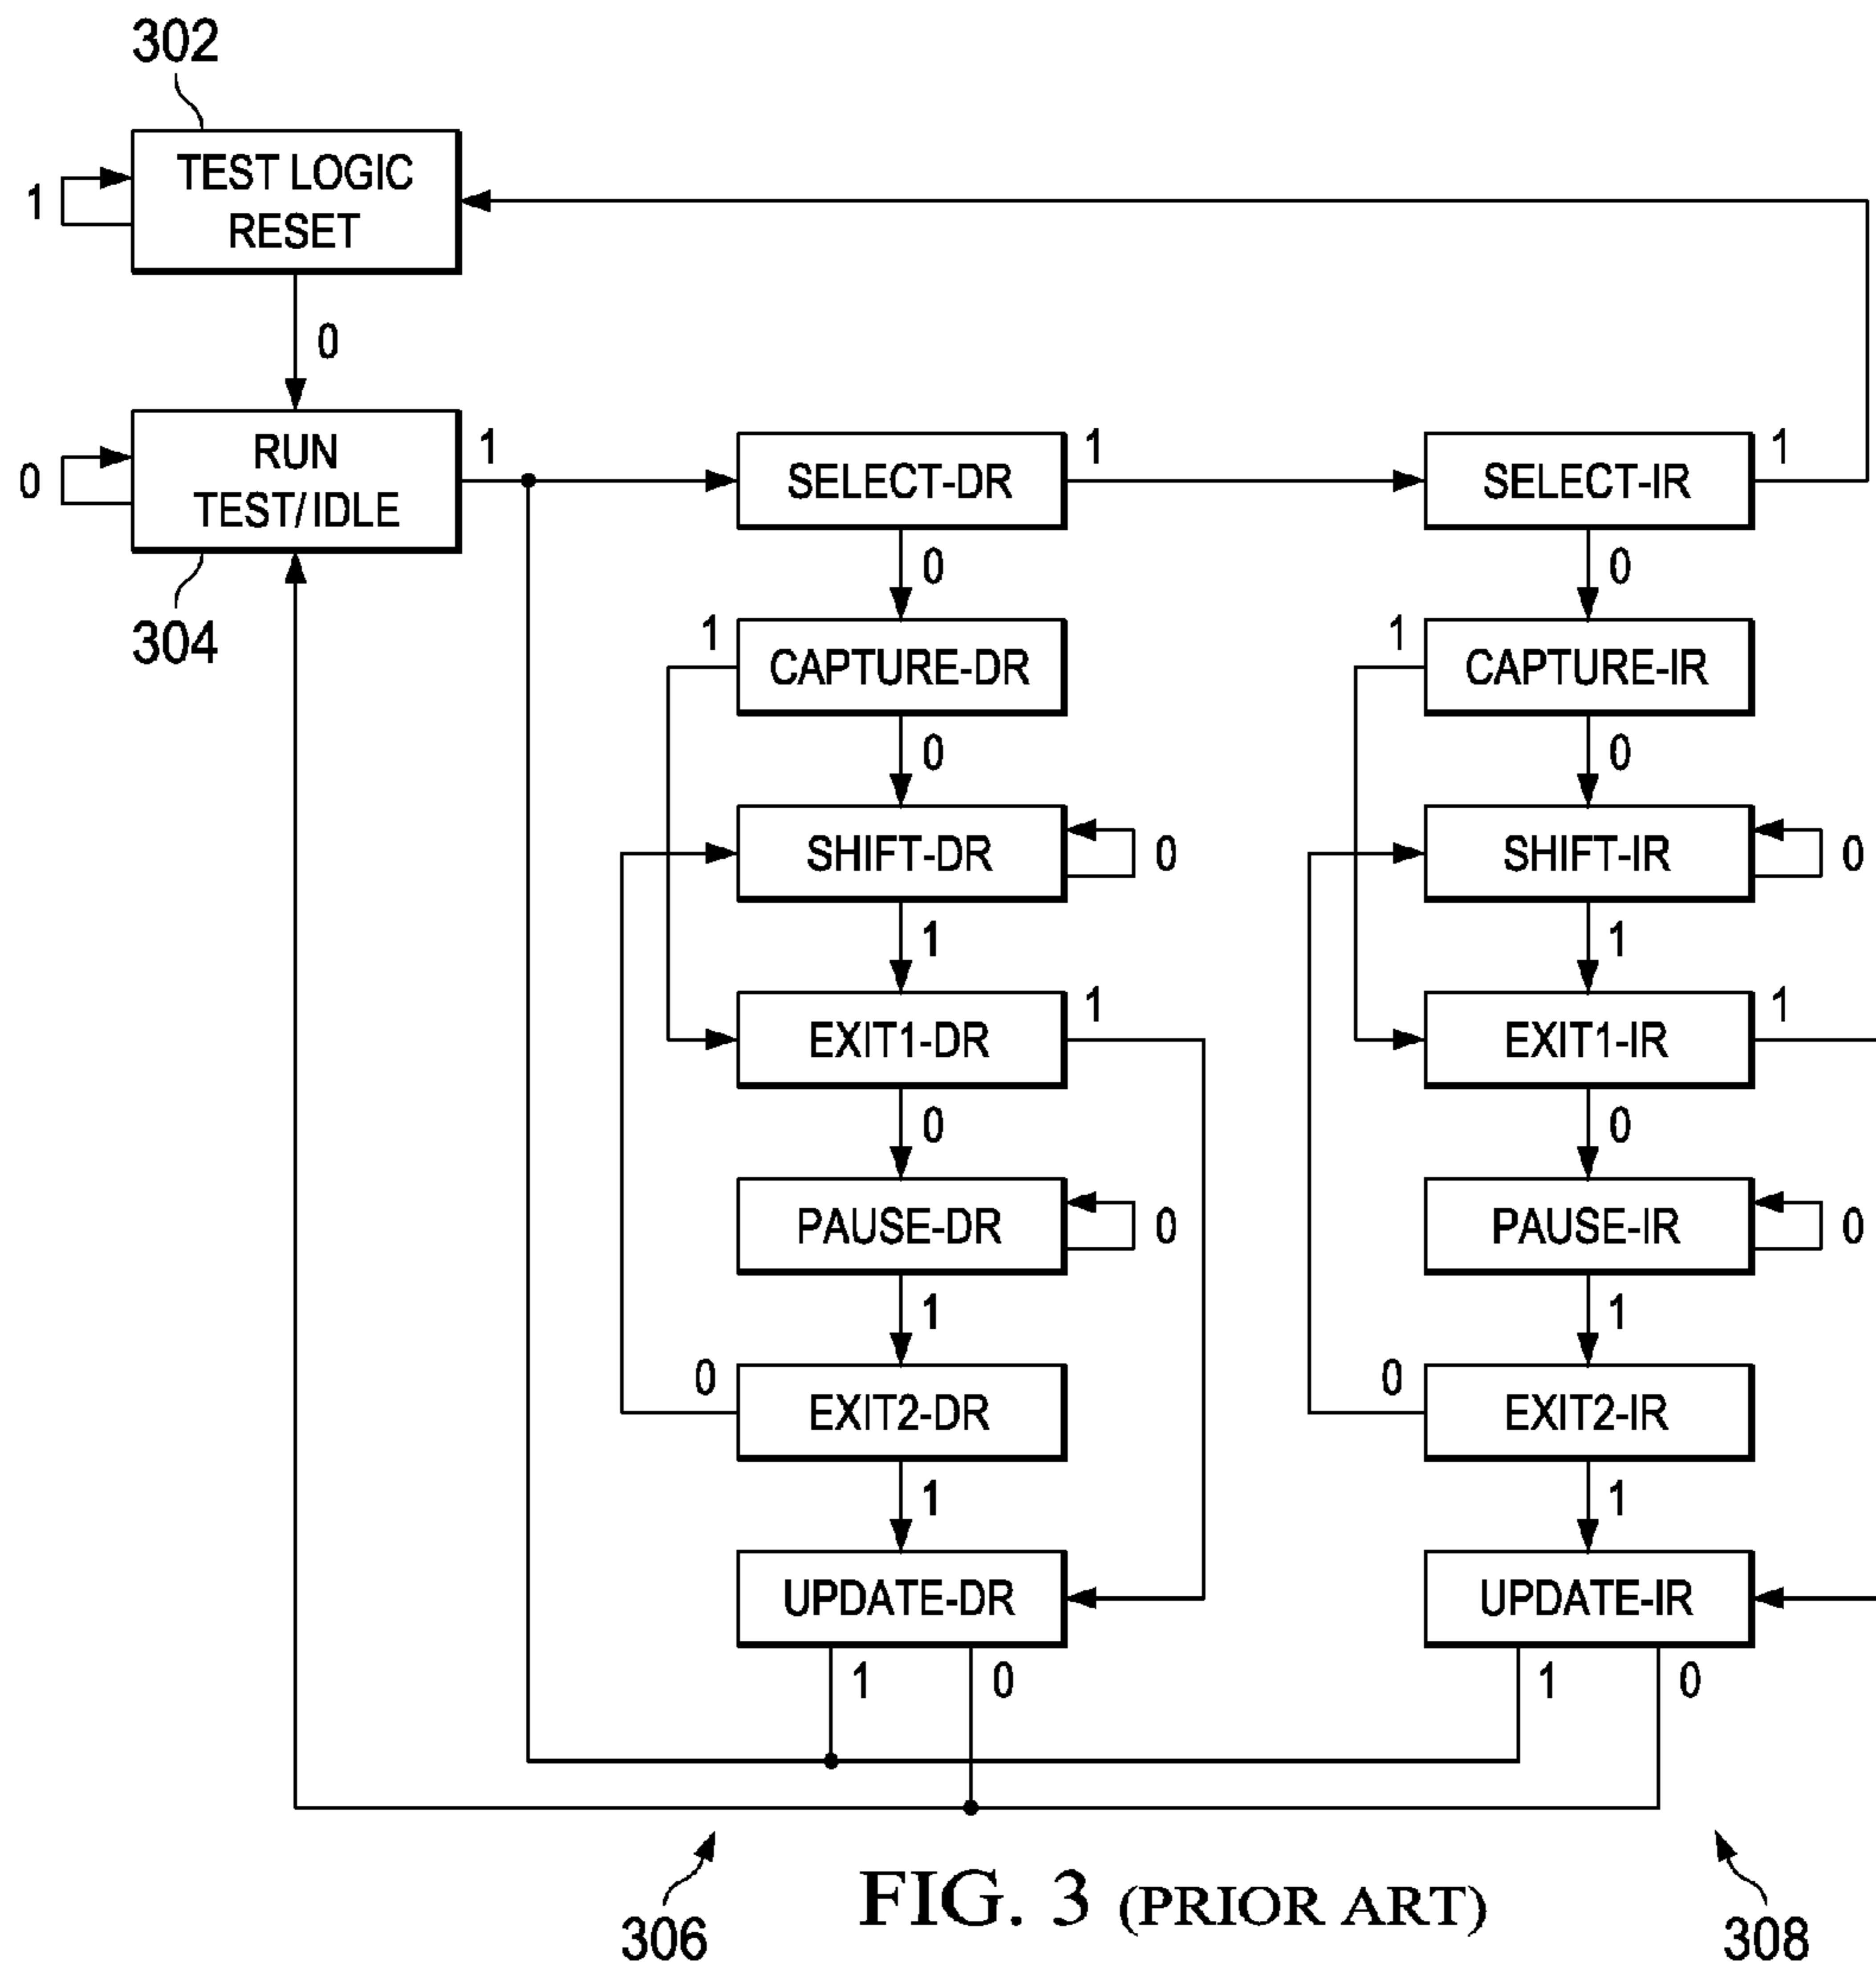 302
TEST LOGIC
RESET
1
0
RUN
TEST/IDLE
0
1
304
SELECT-DR
1
SELECT-IR
1
0
0
1
CAPTURE-DR
1
CAPTURE-IR
0
0
SHIFT-DR
0
SHIFT-IR
0
1
1
EXIT1-DR
1
EXIT1-IR
1
0
0
PAUSE-DR
0
PAUSE-IR
0
1
1
0
EXIT2-DR
0
EXIT2-IR
1
1
UPDATE-DR
UPDATE-IR
1
0
1
0
306
FIG. 3 (PRIOR ART)
308